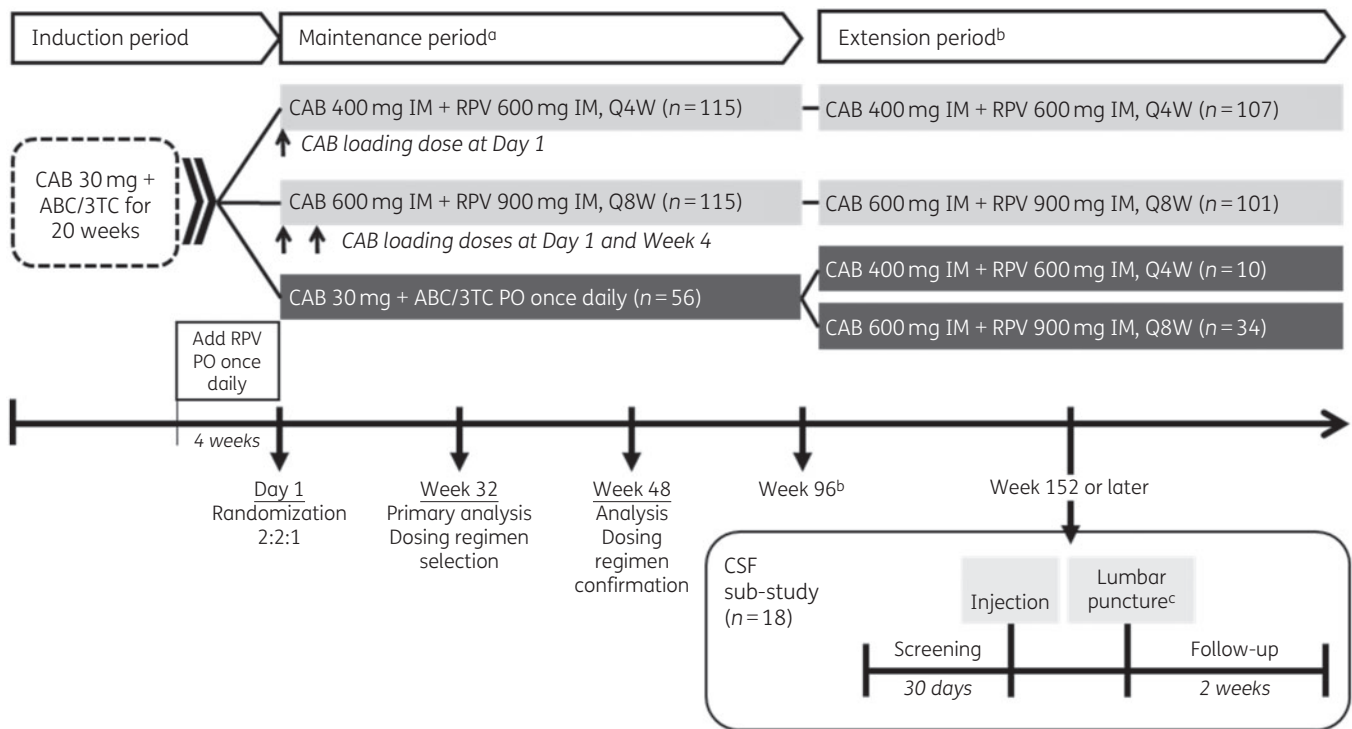 Induction period
Maintenance periodᵃ
Extension periodᵇ
CAB 30 mg +
ABC/3TC for
20 weeks
CAB 400 mg IM + RPV 600 mg IM, Q4W (n = 115)
CAB loading dose at Day 1
CAB 600 mg IM + RPV 900 mg IM, Q8W (n = 115)
CAB loading doses at Day 1 and Week 4
CAB 30 mg + ABC/3TC PO once daily (n = 56)
CAB 400 mg IM + RPV 600 mg IM, Q4W (n = 107)
CAB 600 mg IM + RPV 900 mg IM, Q8W (n = 101)
CAB 400 mg IM + RPV 600 mg IM, Q4W (n = 10)
CAB 600 mg IM + RPV 900 mg IM, Q8W (n = 34)
Add RPV
PO once
daily
4 weeks
Day 1
Randomization
2:2:1
Week 32
Primary analysis
Dosing regimen
selection
Week 48
Analysis
Dosing
regimen
confirmation
Week 96ᵇ
Week 152 or later
CSF
sub-study
(n = 18)
Injection
Lumbar
punctureᶜ
Screening
30 days
Follow-up
2 weeks